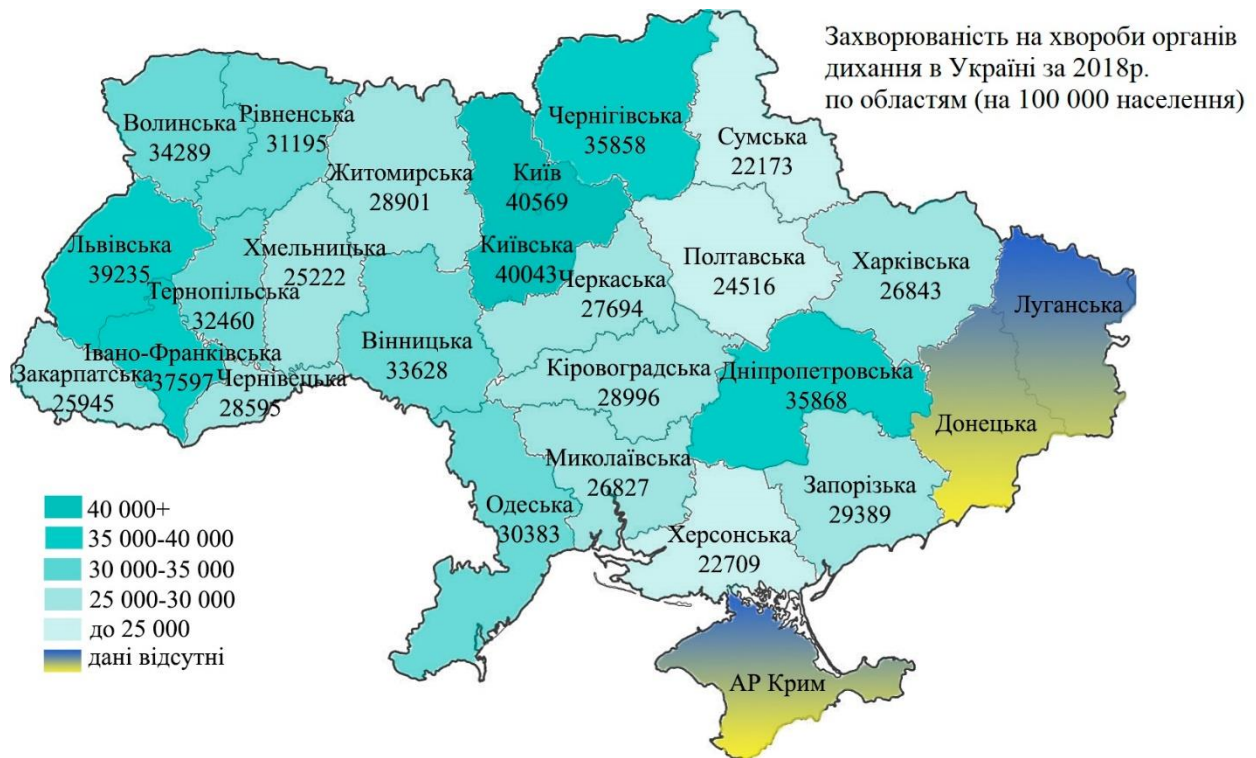 Захворюваність на хвороби органів
дихання в Україні за 2018р.
по областям (на 100 000 населення)
Волинська
34289
Рівненська
31195
Житомирська
28901
Київ
40569
Київська
40043
Чернігівська
35858
Сумська
22173
Львівська
39235
Тернопільська
32460
Хмельницька
25222
Вінницька
33628
Черкаська
27694
Полтавська
24516
Харківська
26843
Луганська
Закарпатська
25945
Івано-Франківська
37597
Чернівецька
28595
Кіровоградська
28996
Дніпропетровська
35868
Донецька
Одеська
30383
Миколаївська
26827
Херсонська
22709
Запорізька
29389
АР Крим
40 000+
35 000-40 000
30 000-35 000
25 000-30 000
до 25 000
дані відсутні